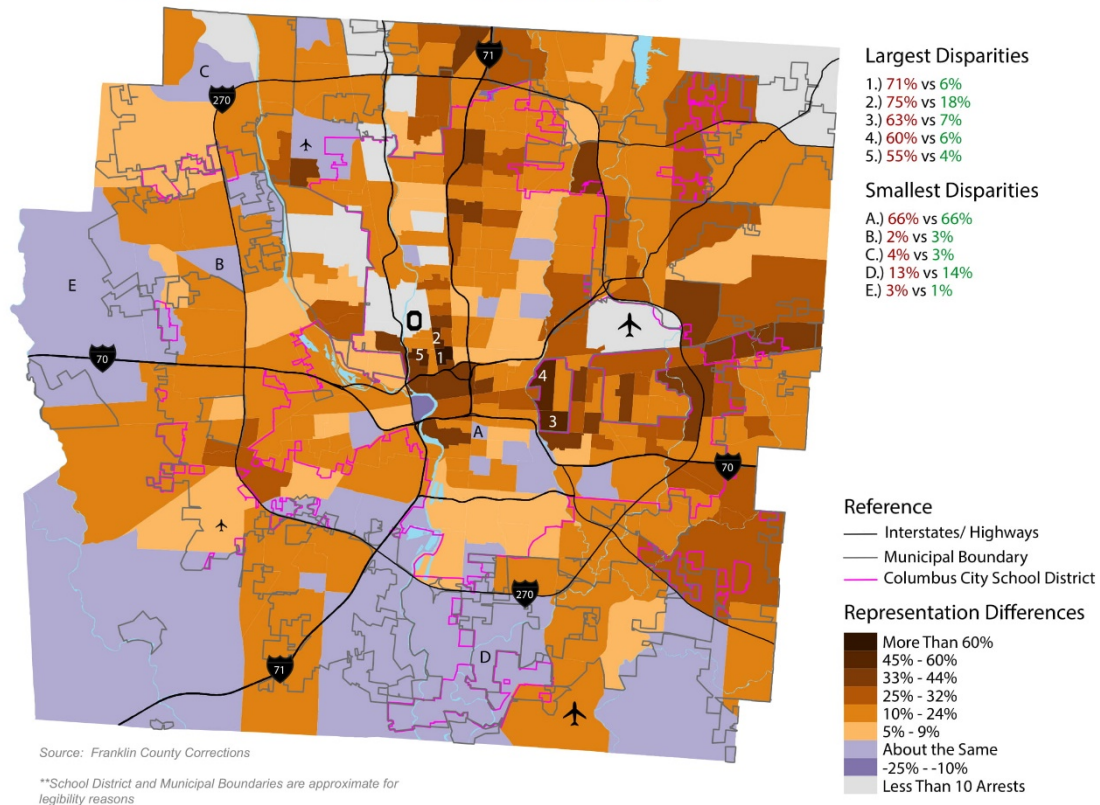 C
270
71
B
E
70
2
5
1
4
3
A
70
270
D
71
Largest Disparities
1.) 71% vs 6%
2.) 75% vs 18%
3.) 63% vs 7%
4.) 60% vs 6%
5.) 55% vs 4%
Smallest Disparities
A.) 66% vs 66%
B.) 2% vs 3%
C.) 4% vs 3%
D.) 13% vs 14%
E.) 3% vs 1%
Reference
Interstates/ Highways
Municipal Boundary
Columbus City School District
Representation Differences
More Than 60%
45% - 60%
33% - 44%
25% - 32%
10% - 24%
5% - 9%
About the Same
-25% - -10%
Less Than 10 Arrests
Source: Franklin County Corrections
**School District and Municipal Boundaries are approximate for
legibility reasons